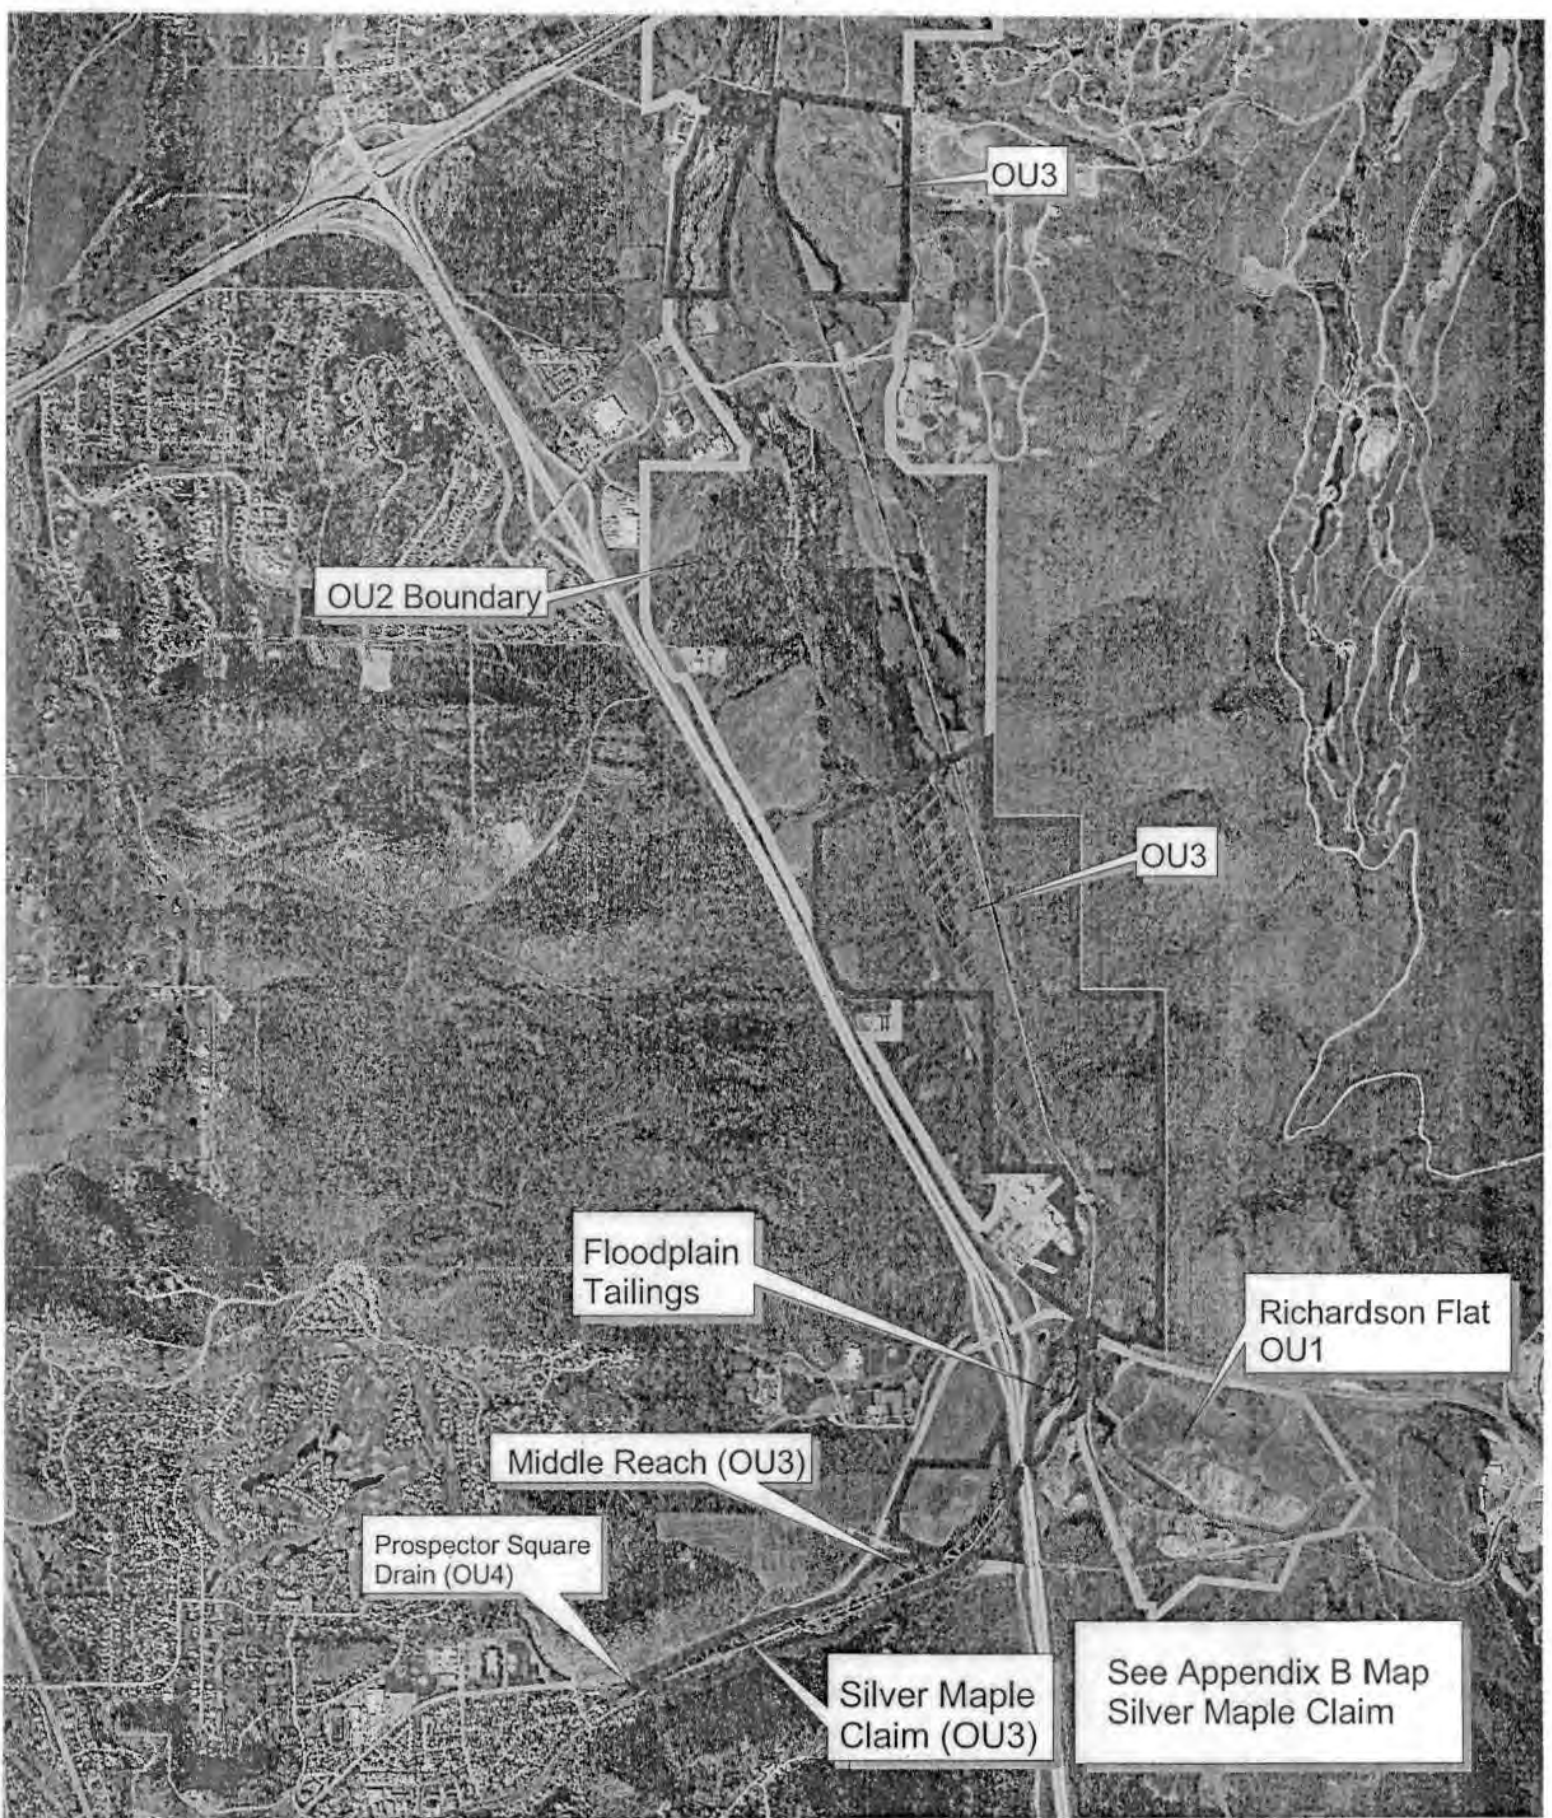 OU3
OU2 Boundary
OU3
Floodplain
Tailings
Richardson Flat
OU1
Middle Reach (OU3)
Prospector Square
Drain (OU4)
Silver Maple
Claim (OU3)
See Appendix B Map
Silver Maple Claim